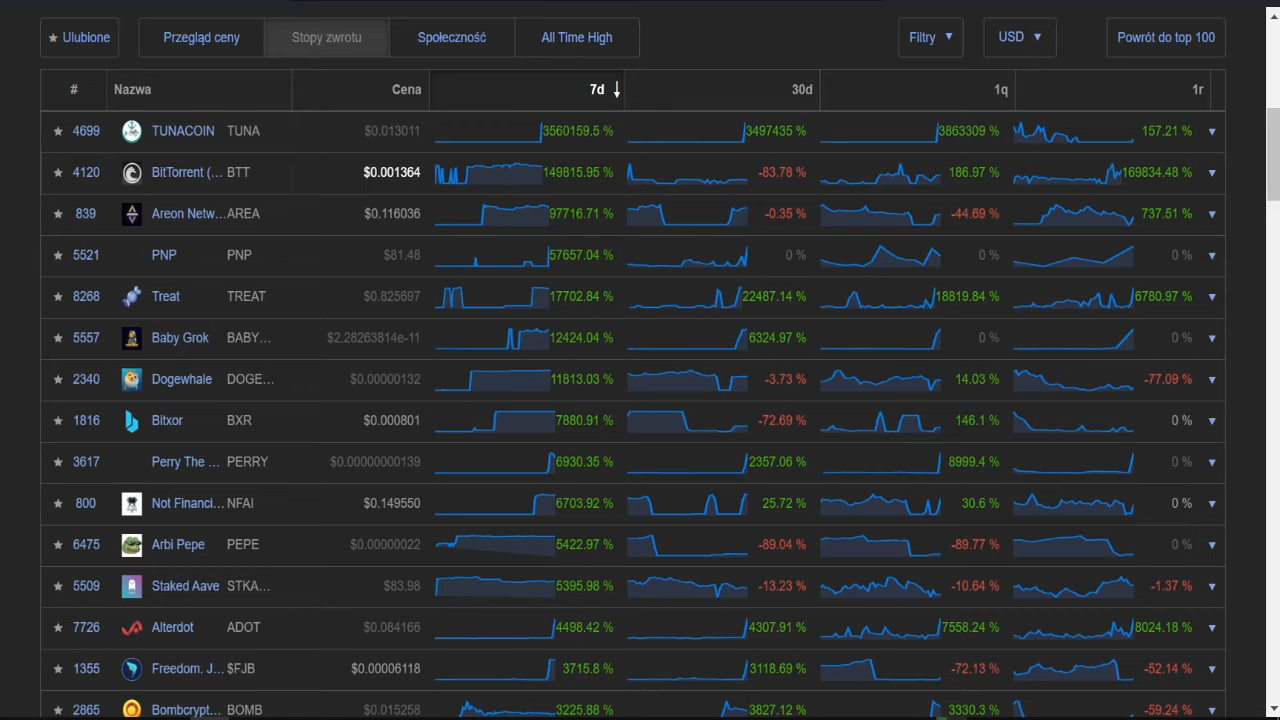 ★ Ulubione Przegląd ceny Stopy zwrotu Społeczność All Time High Filtry ▼ USD ▼ Powrót do top 100
# Nazwa Cena 7d ↓ 30d 1q 1r
★ 4699 TUNACOIN TUNA $0.013011 3560159.5 % 3497435 % 3863309 % 157.21 % ▼
★ 4120 BitTorrent (... BTT $0.001364 149815.95 % -83.78 % 186.97 % 169834.48 % ▼
★ 839 Areon Netw... AREA $0.116036 97716.71 % -0.35 % -44.69 % 737.51 % ▼
★ 5521 PNP PNP $81.48 57657.04 % 0 % 0 % 0 % ▼
★ 8268 Treat TREAT $0.825697 17702.84 % 22487.14 % 18819.84 % 6780.97 % ▼
★ 5557 Baby Grok BABY... $2.28263814e-11 12424.04 % 6324.97 % 0 % 0 % ▼
★ 2340 Dogewhale DOGE... $0.00000132 11813.03 % -3.73 % 14.03 % -77.09 % ▼
★ 1816 Bitxor BXR $0.000801 7880.91 % -72.69 % 146.1 % 0 % ▼
★ 3617 Perry The ... PERRY $0.00000000139 6930.35 % 2357.06 % 8999.4 % 0 % ▼
★ 800 Not Financi... NFAI $0.149550 6703.92 % 25.72 % 30.6 % 0 % ▼
★ 6475 Arbi Pepe PEPE $0.00000022 5422.97 % -89.04 % -89.77 % 0 % ▼
★ 5509 Staked Aave STKA... $83.98 5395.98 % -13.23 % -10.64 % -1.37 % ▼
★ 7726 Alterdot ADOT $0.084166 4498.42 % 4307.91 % 7558.24 % 8024.18 % ▼
★ 1355 Freedom. J... $FJB $0.00006118 3715.8 % 3118.69 % -72.13 % -52.14 % ▼
★ 2865 Bombcrypt... BOMB $0.015258 3225.88 % 3827.12 % 3330.3 % -59.24 % ▼